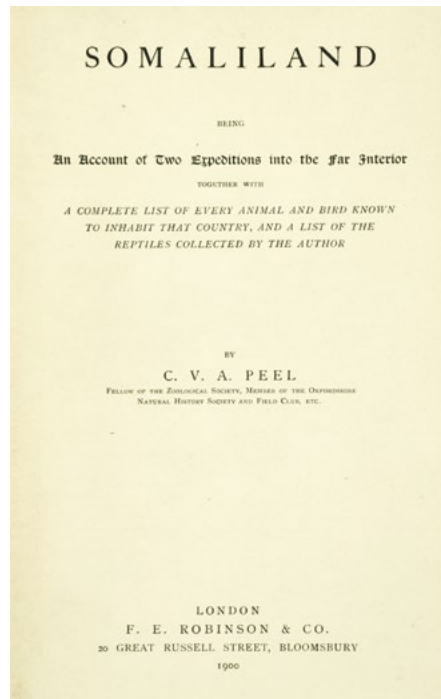 SOMALILAND
BEING
An Account of Two Expeditions into the Far Interior
TOGETHER WITH
A COMPLETE LIST OF EVERY ANIMAL AND BIRD KNOWN
TO INHABIT THAT COUNTRY, AND A LIST OF THE
REPTILES COLLECTED BY THE AUTHOR
BY
C. V. A. PEEL
FELLOW OF THE ZOOLOGICAL SOCIETY, MEMBER OF THE OXFORDSHIRE
NATURAL HISTORY SOCIETY AND FIELD CLUB, ETC.
LONDON
F. E. ROBINSON & CO.
20 GREAT RUSSELL STREET, BLOOMSBURY
1900